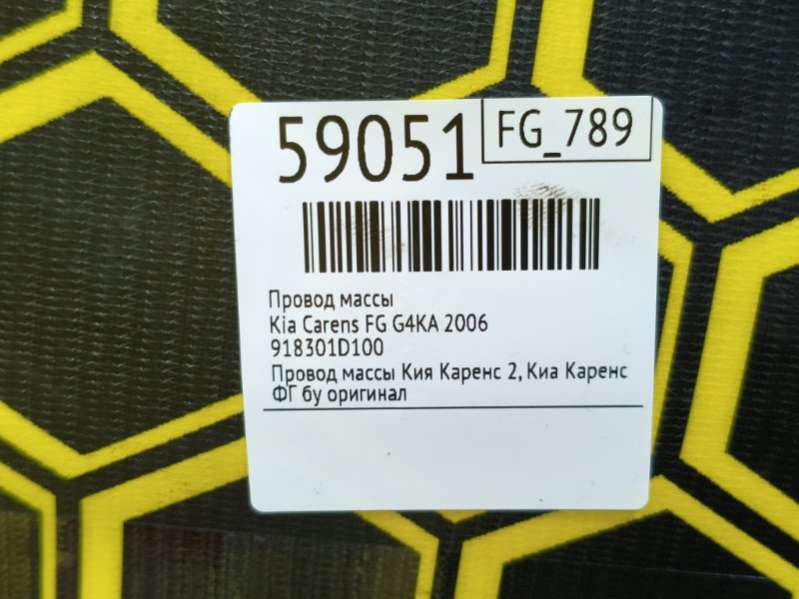 59051
FG_789
Провод массы
Kia Carens FG G4KA 2006
918301D100
Провод массы Кия Каренс 2, Киа Каренс
ФГ бу оригинал